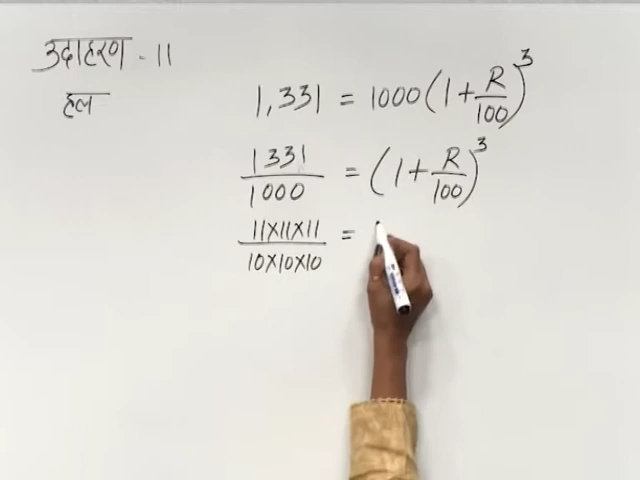 उदाहरण - 11
हल
1,331 = 1000 (1 + R/100)^3
1331/1000 = (1 + R/100)^3
11×11×11/10×10×10 =